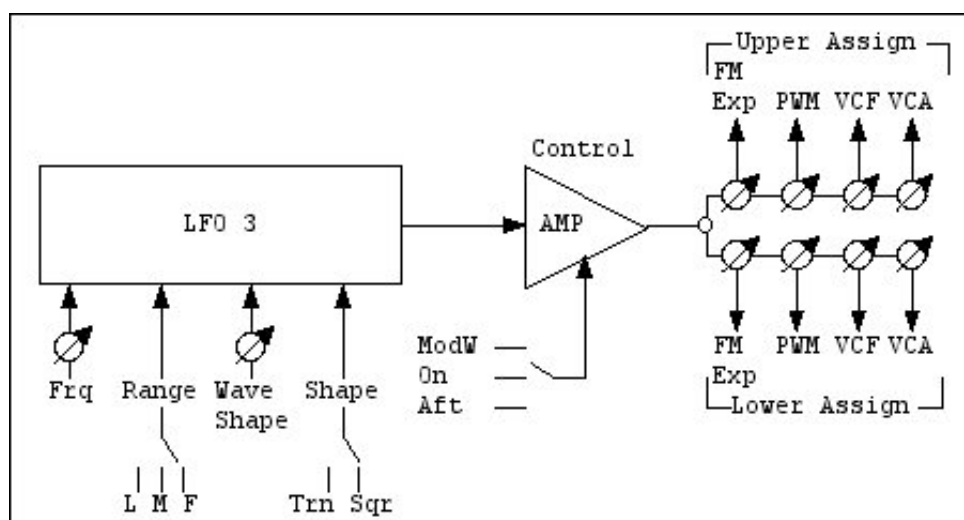 Upper Assign
FM
Exp PWM VCF VCA
Control
LFO 3
AMP
ModW
On
Aft
FM PWM VCF VCA
Exp
Lower Assign
Frq Range Wave Shape
Shape
L M F
Trn Sqr